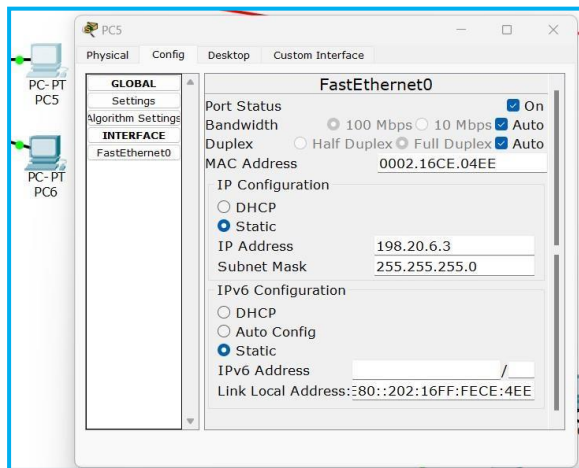 PC5
Physical Config Desktop Custom Interface
PC-PT
PC5
PC-PT
PC6
GLOBAL
Settings
Algorithm Settings
INTERFACE
FastEthernet0
FastEthernet0
Port Status On
Bandwidth 100 Mbps 10 Mbps Auto
Duplex Half Duplex Full Duplex Auto
MAC Address 0002.16CE.04EE
IP Configuration
DHCP
Static
IP Address 198.20.6.3
Subnet Mask 255.255.255.0
IPv6 Configuration
DHCP
Auto Config
Static
IPv6 Address /
Link Local Address: E80::202:16FF:FECE:4EE